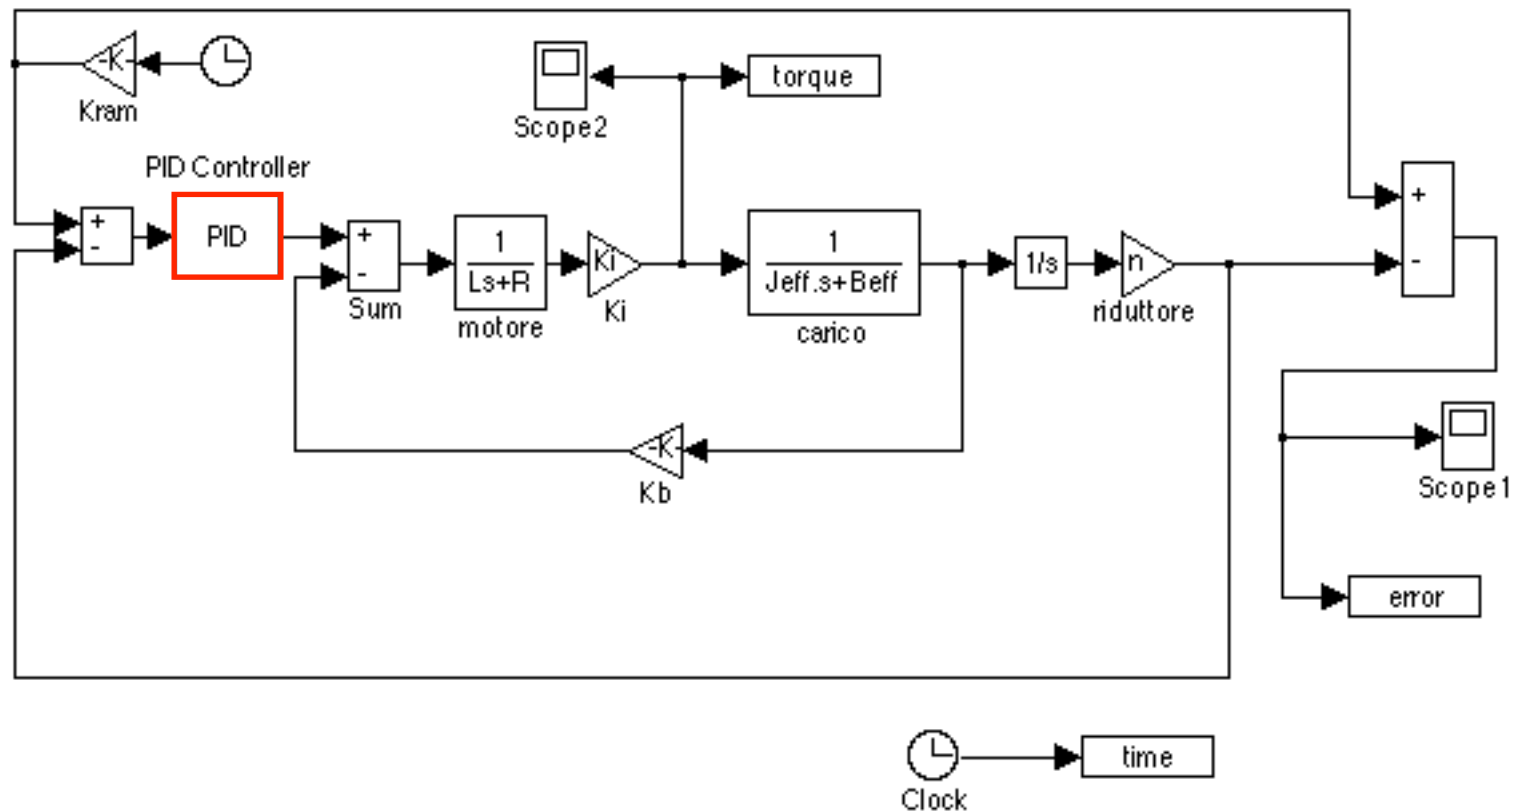 -K-
Kram
Scope2
torque
PID Controller
+
-
PID
+
-
Sum
1
Ls+R
motore
Ki
Ki
1
Jeff.s+Beff
carico
1/s
n
riduttore
+
-
-K-
Kb
Scope1
error
Clock
time